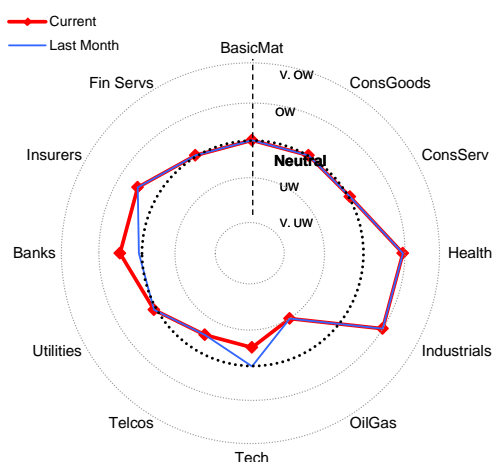 Current
Last Month
BasicMat
V. OW
Fin Servs
ConsGoods
OW
Insurers
Neutral
ConsServ
UW
V. UW
Banks
Health
Utilities
Industrials
Telcos
OilGas
Tech